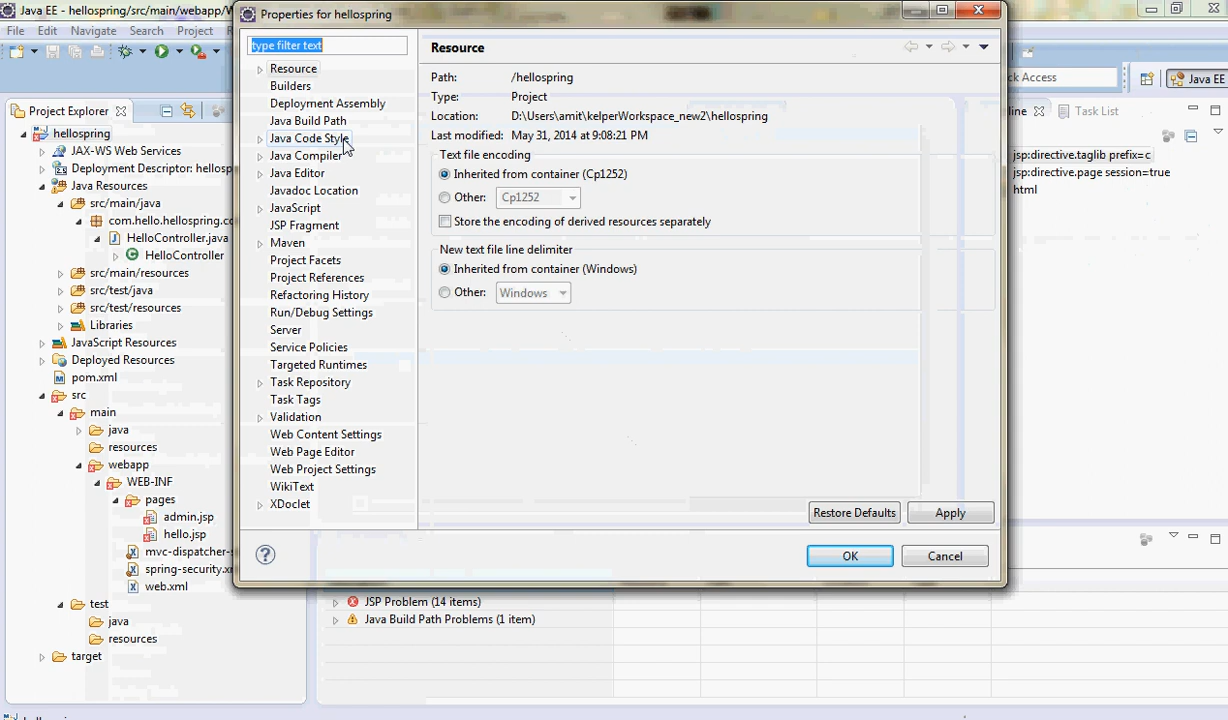 Java EE - hellospring/src/main/webapp/
Properties for hellospring
File Edit Navigate Search Project
type filter text
Resource
Resource
Builders
Deployment Assembly
Java Build Path
Java Code Style
Java Compiler
Java Editor
Javadoc Location
JavaScript
JSP Fragment
Maven
Project Facets
Project References
Refactoring History
Run/Debug Settings
Server
Service Policies
Targeted Runtimes
Task Repository
Task Tags
Validation
Web Content Settings
Web Page Editor
Web Project Settings
WikiText
XDoclet
Path: /hellospring
Type: Project
Location: D:\Users\amit\kelperWorkspace_new2\hellospring
Last modified: May 31, 2014 at 9:08:21 PM
Text file encoding
Inherited from container (Cp1252)
Other: Cp1252
Store the encoding of derived resources separately
New text file line delimiter
Inherited from container (Windows)
Other: Windows
Restore Defaults
Apply
OK
Cancel
ck Access
Java EE
line
Task List
jsp:directive.taglib prefix=c
jsp:directive.page session=true
html
Project Explorer
hellospring
JAX-WS Web Services
Deployment Descriptor: hellosp
Java Resources
src/main/java
com.hello.hellospring.co
HelloController.java
HelloController
src/main/resources
src/test/java
src/test/resources
Libraries
JavaScript Resources
Deployed Resources
pom.xml
src
main
java
resources
webapp
WEB-INF
pages
admin.jsp
hello.jsp
mvc-dispatcher-s
spring-security.x
web.xml
test
java
resources
target
JSP Problem (14 items)
Java Build Path Problems (1 item)